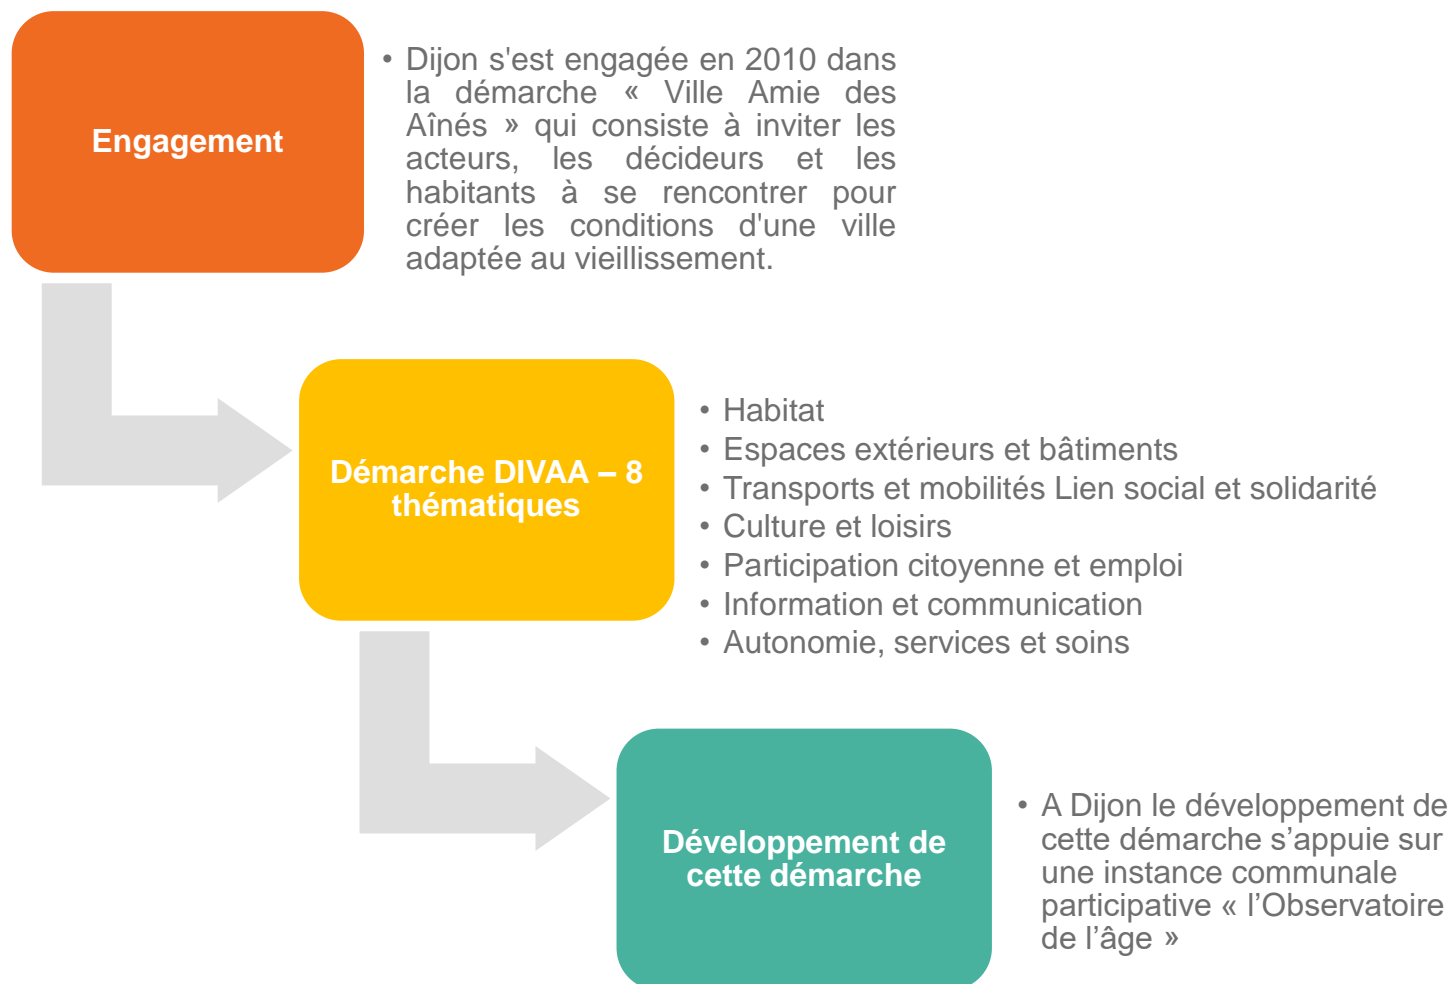 Engagement
• Dijon s'est engagée en 2010 dans
la démarche « Ville Amie des
Aînés » qui consiste à inviter les
acteurs, les décideurs et les
habitants à se rencontrer pour
créer les conditions d'une ville
adaptée au vieillissement.
Démarche DIVAA – 8
thématiques
• Habitat
• Espaces extérieurs et bâtiments
• Transports et mobilités Lien social et solidarité
• Culture et loisirs
• Participation citoyenne et emploi
• Information et communication
• Autonomie, services et soins
Développement de
cette démarche
• A Dijon le développement de
cette démarche s’appuie sur
une instance communale
participative « l’Observatoire
de l’âge »